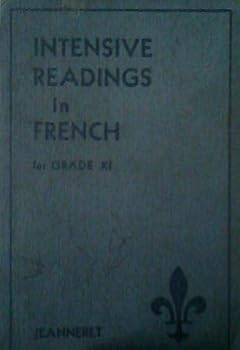 INTENSIVE
READINGS
in
FRENCH
for GRADE XI
JEANNERET